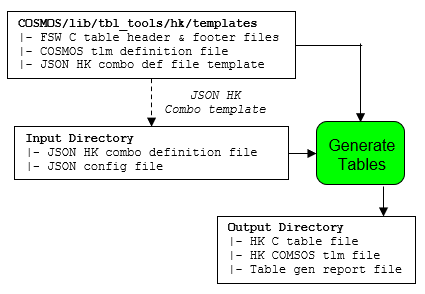 COSMOS/lib/tbl_tools/hk/templates
|- FSW C table header & footer files
|- COSMOS tlm definition file
|- JSON HK combo def file template
JSON HK
Combo template
Input Directory
|- JSON HK combo definition file
|- JSON config file
Generate
Tables
Output Directory
|- HK C table file
|- HK COMSOS tlm file
|- Table gen report file